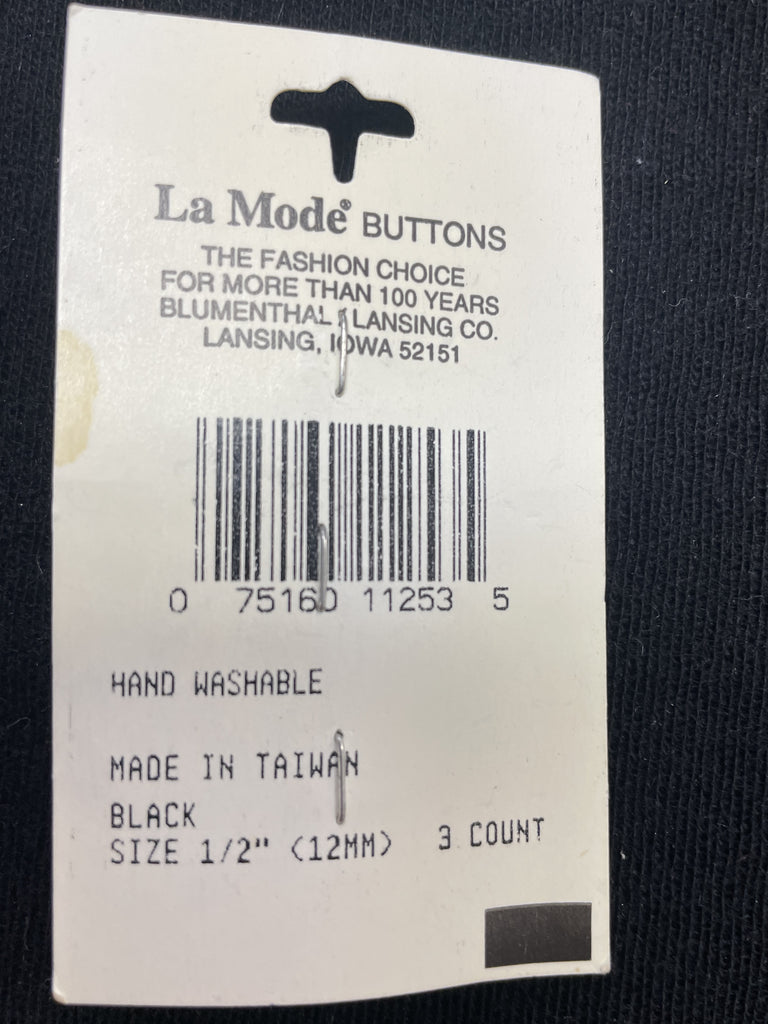 La Mode® BUTTONS
THE FASHION CHOICE
FOR MORE THAN 100 YEARS
BLUMENTHAL LANSING CO.
LANSING, IOWA 52151
0 75160 11253 5
HAND WASHABLE
MADE IN TAIWAN
BLACK
SIZE 1/2" (12MM) 3 COUNT